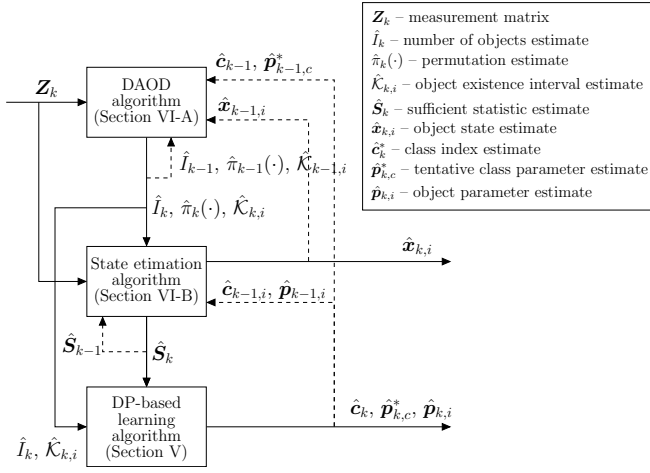 Z_k
ĉ_{k−1}, p̂*_{k−1,c}
DAOD
algorithm
(Section VI-A)
x̂_{k−1,i}
Î_{k−1}, π̂_{k−1}(·), K̂_{k−1,i}
Î_k, π̂_k(·), K̂_{k,i}
State etimation
algorithm
(Section VI-B)
x̂_{k,i}
ĉ_{k−1,i}, p̂_{k−1,i}
Ŝ_{k−1}
Ŝ_k
DP-based
learning
algorithm
(Section V)
ĉ_k, p̂*_{k,c}, p̂_{k,i}
Î_k, K̂_{k,i}
Z_k – measurement matrix
Î_k – number of objects estimate
π̂_k(·) – permutation estimate
K̂_{k,i} – object existence interval estimate
Ŝ_k – sufficient statistic estimate
x̂_{k,i} – object state estimate
ĉ*_k – class index estimate
p̂*_{k,c} – tentative class parameter estimate
p̂_{k,i} – object parameter estimate